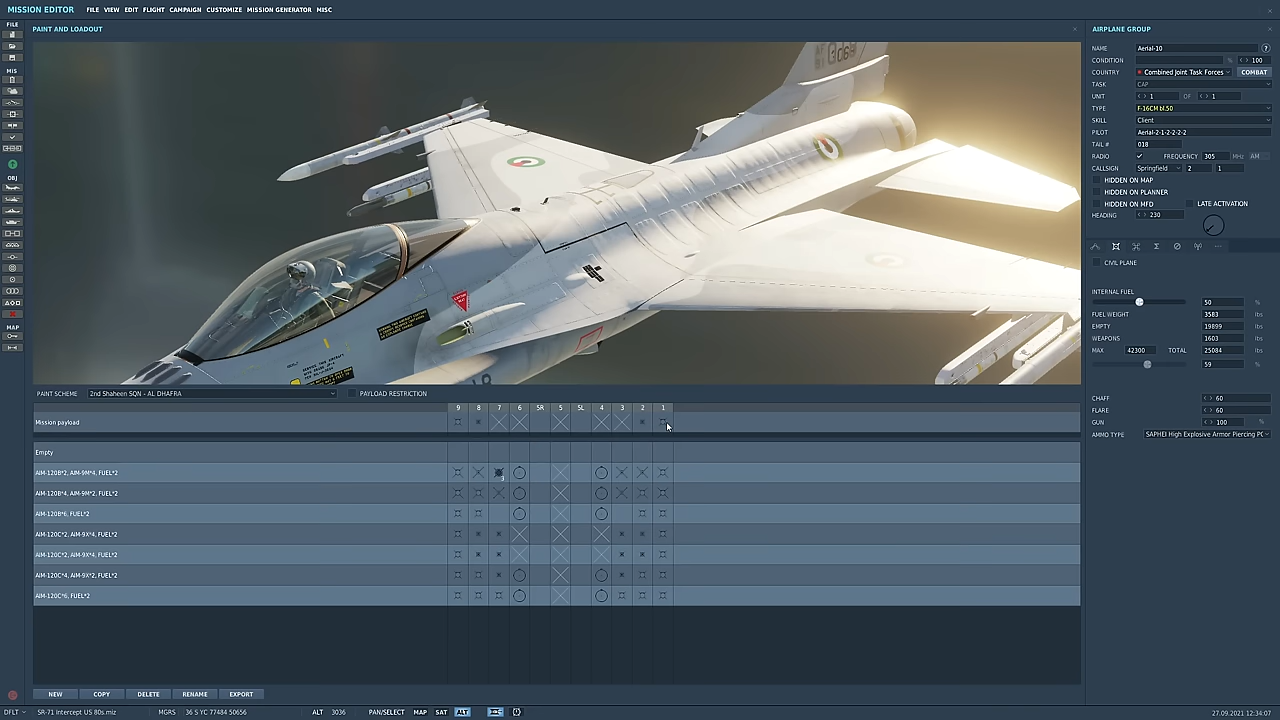 MISSION EDITOR FILE VIEW EDIT FLIGHT CAMPAIGN CUSTOMIZE MISSION GENERATOR MISC
FILE
MIS
OBJ
MAP
PAINT AND LOADOUT
PAINT SCHEME 2nd Shaheen SQN - AL DHAFRA PAYLOAD RESTRICTION
9 8 7 6 5R 5 5L 4 3 2 1
Mission payload
Empty
AIM-120B*2, AIM-9M*4, FUEL*2
3
AIM-120B*4, AIM-9M*2, FUEL*2
AIM-120B*6, FUEL*2
AIM-120C*2, AIM-9X*4, FUEL*2
AIM-120C*2, AIM-9X*4, FUEL*2
AIM-120C*4, AIM-9X*2, FUEL*2
AIM-120C*6, FUEL*2
NEW COPY DELETE RENAME EXPORT
AIRPLANE GROUP
NAME Aerial-10 ?
CONDITION % < > 100
COUNTRY Combined Joint Task Forces COMBAT
TASK CAP
UNIT < > 1 OF < > 1
TYPE F-16CM bl.50
SKILL Client
PILOT Aerial-2-1-2-2-2-2
TAIL # 018
RADIO FREQUENCY 305 MHz AM
CALLSIGN Springfield 2 1
HIDDEN ON MAP
HIDDEN ON PLANNER
HIDDEN ON MFD LATE ACTIVATION
HEADING < > 230
CIVIL PLANE
INTERNAL FUEL
50 %
FUEL WEIGHT 3583 lbs
EMPTY 19899 lbs
WEAPONS 1603 lbs
MAX 42300 TOTAL 25084 lbs
59 %
CHAFF < > 60
FLARE < > 60
GUN < > 100 %
AMMO TYPE SAPHEI High Explosive Armor Piercing
DFLT SR-71 Intercept US 80s.miz MGRS 36 S YC 77484 50656 ALT 3036 PAN/SELECT MAP SAT ALT 27.09.2021 12:34:07